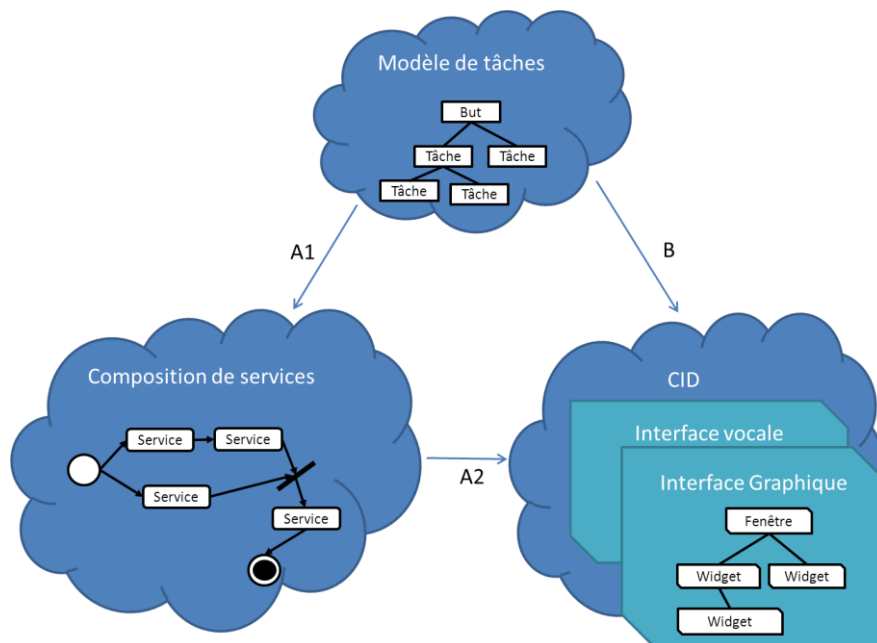 Modèle de tâches
But
Tâche
Tâche
Tâche
Tâche
A1
B
Composition de services
Service
Service
Service
Service
A2
CID
Interface vocale
Interface Graphique
Fenêtre
Widget
Widget
Widget